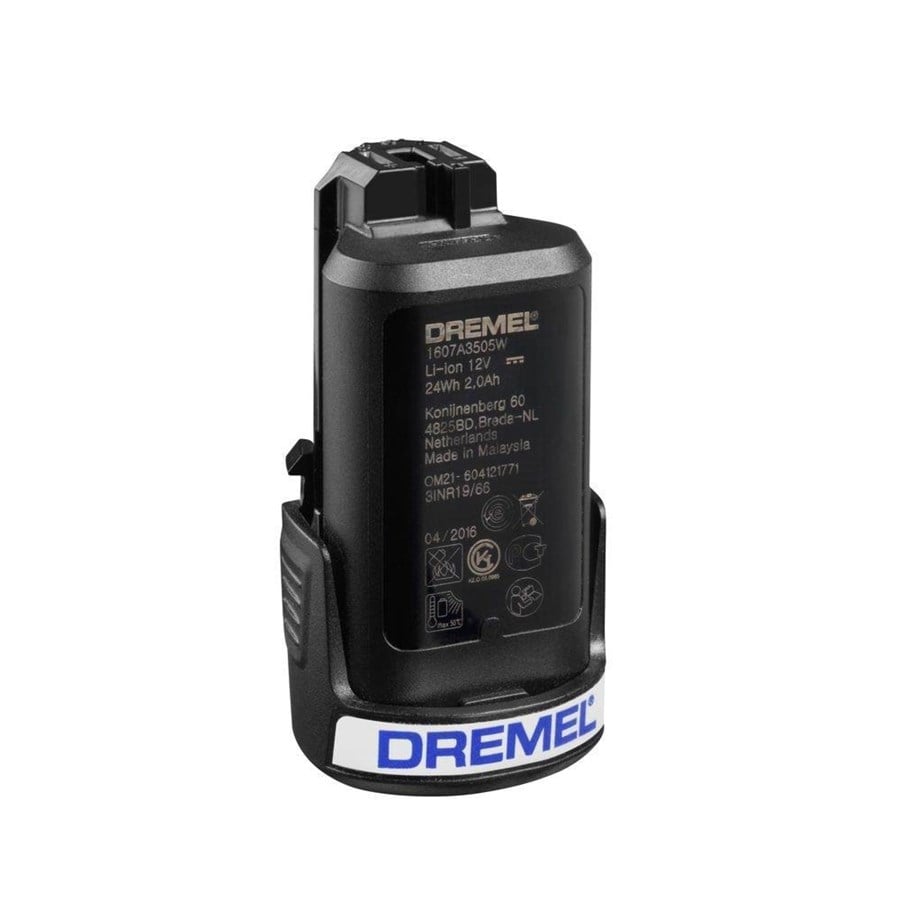 DREMEL®
1607A3505W
Li-ion 12V
24Wh 2,0Ah
Konijnenberg 60
4825BD,Breda-NL
Netherlands
Made in Malaysia
OM21- 604121771
3INR19/66
04/2016
max 50°C
DREMEL®